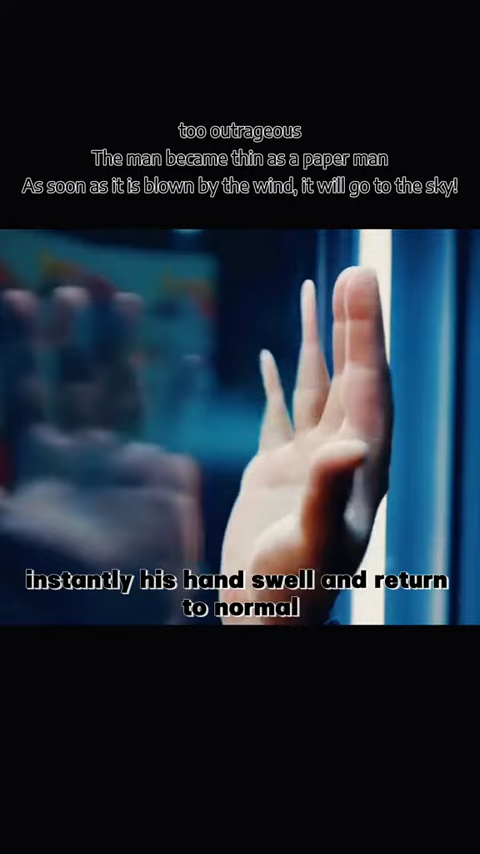 too outrageous
The man became thin as a paper man
As soon as it is blown by the wind, it will go to the sky!
instantly his hand swell and return
to normal